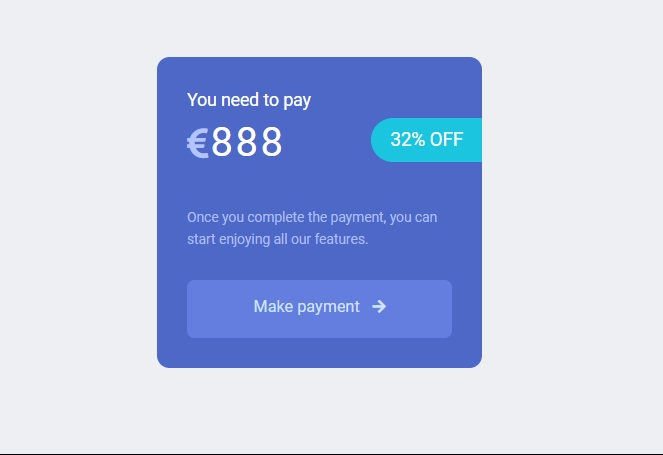 You need to pay
€888
32% OFF
Once you complete the payment, you can
start enjoying all our features.
Make payment →